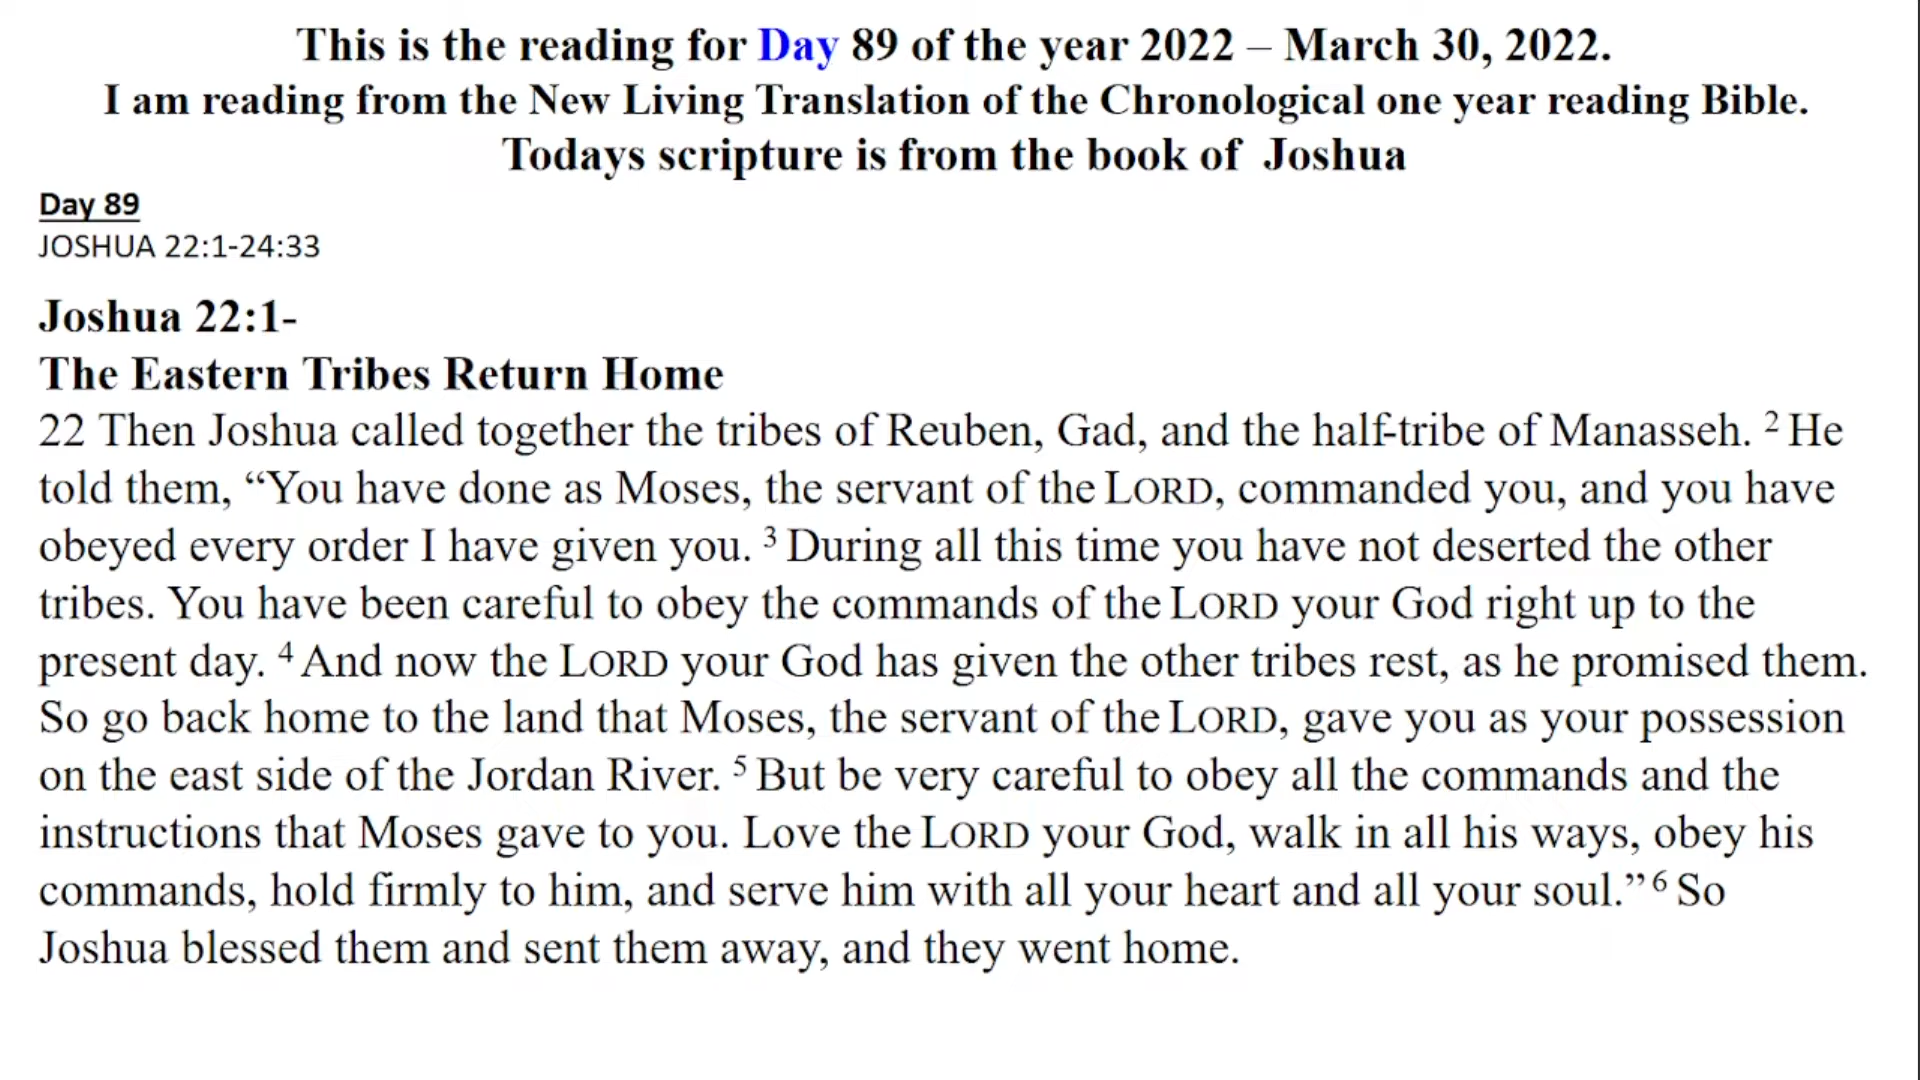 This is the reading for Day 89 of the year 2022 – March 30, 2022.
I am reading from the New Living Translation of the Chronological one year reading Bible.
Todays scripture is from the book of  Joshua
Day 89
JOSHUA 22:1-24:33
Joshua 22:1-
The Eastern Tribes Return Home
22 Then Joshua called together the tribes of Reuben, Gad, and the half-tribe of Manasseh. ² He
told them, “You have done as Moses, the servant of the LORD, commanded you, and you have
obeyed every order I have given you. ³ During all this time you have not deserted the other
tribes. You have been careful to obey the commands of the LORD your God right up to the
present day. ⁴ And now the LORD your God has given the other tribes rest, as he promised them.
So go back home to the land that Moses, the servant of the LORD, gave you as your possession
on the east side of the Jordan River. ⁵ But be very careful to obey all the commands and the
instructions that Moses gave to you. Love the LORD your God, walk in all his ways, obey his
commands, hold firmly to him, and serve him with all your heart and all your soul.” ⁶ So
Joshua blessed them and sent them away, and they went home.